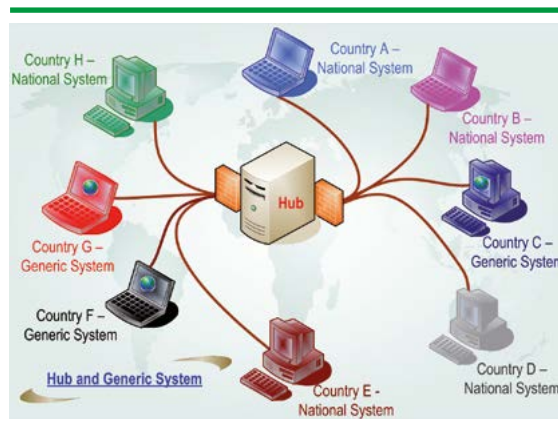 Country H –
National System
Country A –
National System
Country B –
National System
Hub
Country G –
Generic System
Country C –
Generic System
Country F –
Generic System
Hub and Generic System
Country E -
National System
Country D –
National System